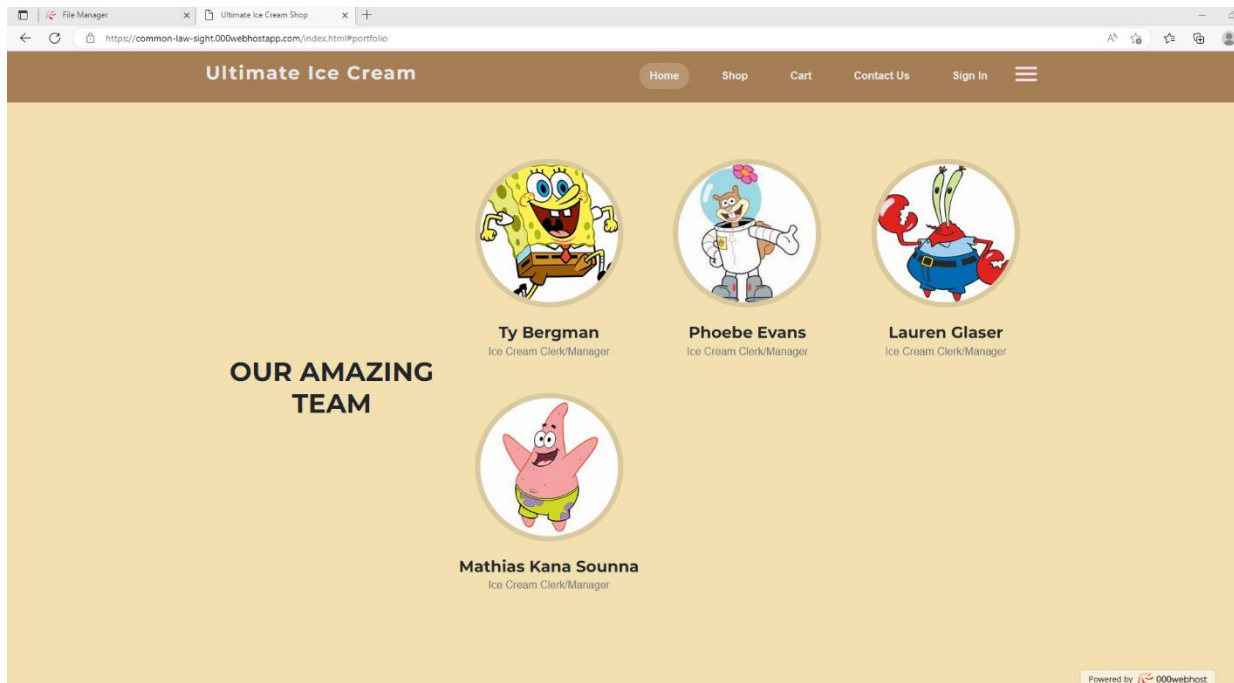 File Manager
Ultimate Ice Cream Shop
https://common-law-sight.000webhostapp.com/index.html#portfolio
Ultimate Ice Cream
Home Shop Cart Contact Us Sign In
Ty Bergman
Ice Cream Clerk/Manager
Phoebe Evans
Ice Cream Clerk/Manager
Lauren Glaser
Ice Cream Clerk/Manager
OUR AMAZING
TEAM
Mathias Kana Sounna
Ice Cream Clerk/Manager
Powered by 000webhost